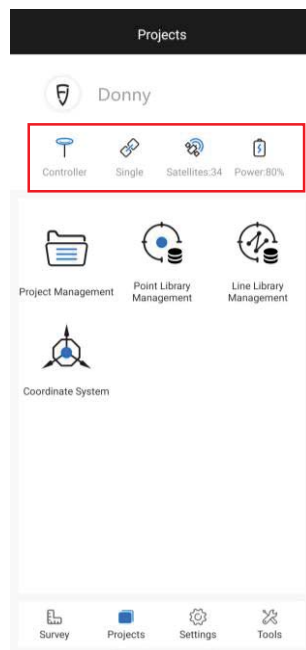 Projects
Donny
Controller Single Satellites:34 Power:80%
Project Management Point Library Management Line Library Management
Coordinate System
Survey Projects Settings Tools